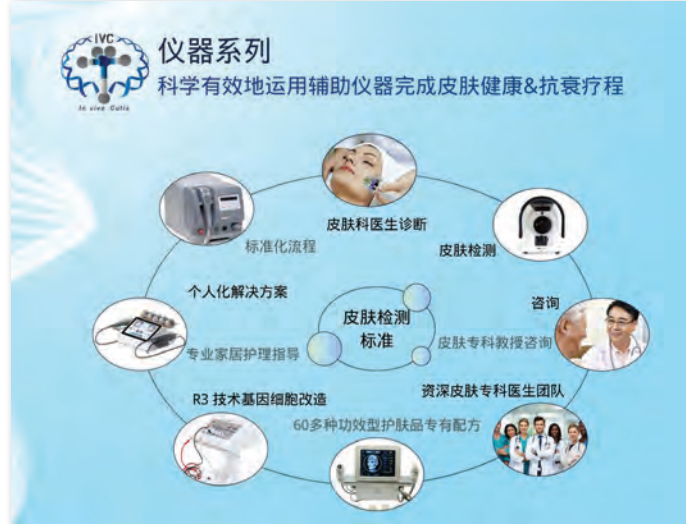 IVC
In vivo Cutis
仪器系列
科学有效地运用辅助仪器完成皮肤健康&抗衰疗程
皮肤科医生诊断
标准化流程
皮肤检测
个人化解决方案
咨询
皮肤检测
标准
专业家居护理指导
皮肤专科教授咨询
R3 技术基因细胞改造
资深皮肤专科医生团队
60多种功效型护肤品专有配方